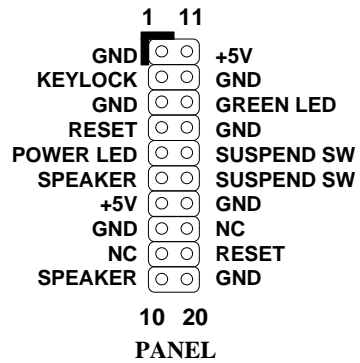 1 11
GND +5V
KEYLOCK GND
GND GREEN LED
RESET GND
POWER LED SUSPEND SW
SPEAKER SUSPEND SW
+5V GND
GND NC
NC RESET
SPEAKER GND
10 20
PANEL